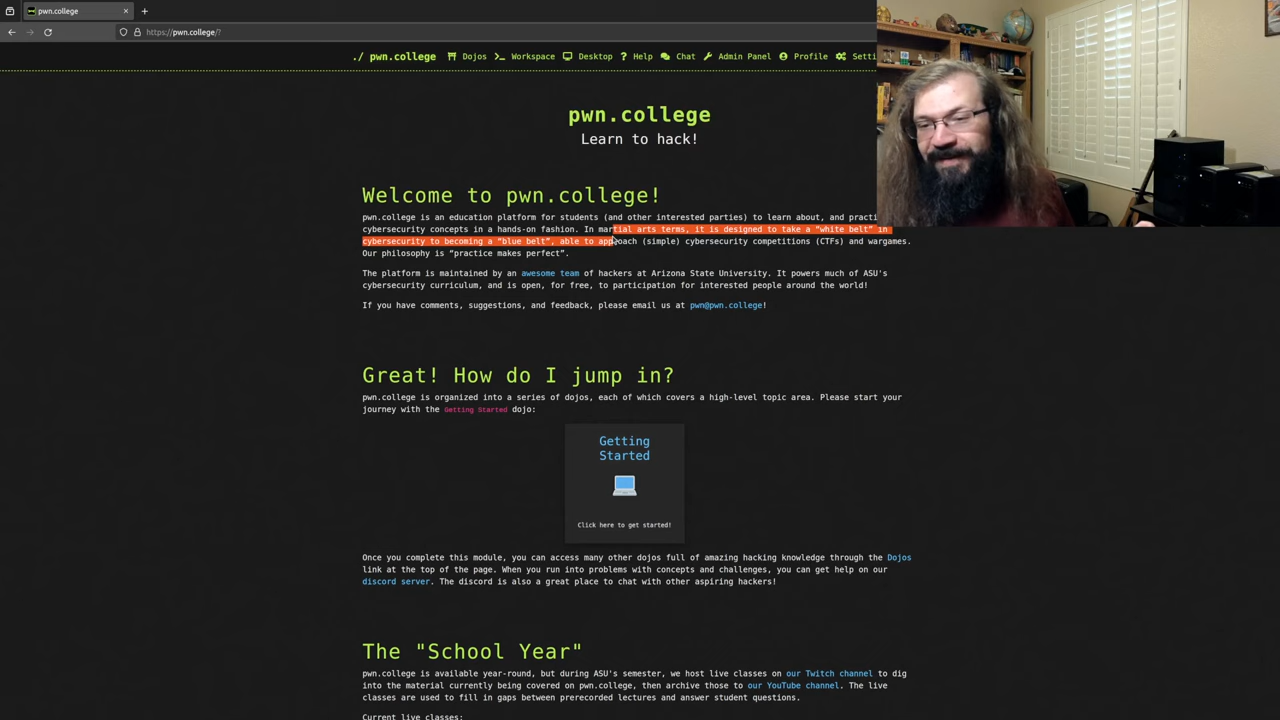 pwn.college
https://pwn.college/?
./ pwn.college Dojos Workspace Desktop Help Chat Admin Panel Profile Setti
pwn.college
Learn to hack!
Welcome to pwn.college!
pwn.college is an education platform for students (and other interested parties) to learn about, and practi
cybersecurity concepts in a hands-on fashion. In martial arts terms, it is designed to take a “white belt” in
cybersecurity to becoming a “blue belt”, able to approach (simple) cybersecurity competitions (CTFs) and wargames.
Our philosophy is “practice makes perfect”.
The platform is maintained by an awesome team of hackers at Arizona State University. It powers much of ASU's
cybersecurity curriculum, and is open, for free, to participation for interested people around the world!
If you have comments, suggestions, and feedback, please email us at pwn@pwn.college!
Great! How do I jump in?
pwn.college is organized into a series of dojos, each of which covers a high-level topic area. Please start your
journey with the Getting Started dojo:
Getting
Started
Click here to get started!
Once you complete this module, you can access many other dojos full of amazing hacking knowledge through the Dojos
link at the top of the page. When you run into problems with concepts and challenges, you can get help on our
discord server. The discord is also a great place to chat with other aspiring hackers!
The "School Year"
pwn.college is available year-round, but during ASU's semester, we host live classes on our Twitch channel to dig
into the material currently being covered on pwn.college, then archive those to our YouTube channel. The live
classes are used to fill in gaps between prerecorded lectures and answer student questions.
Current live classes: